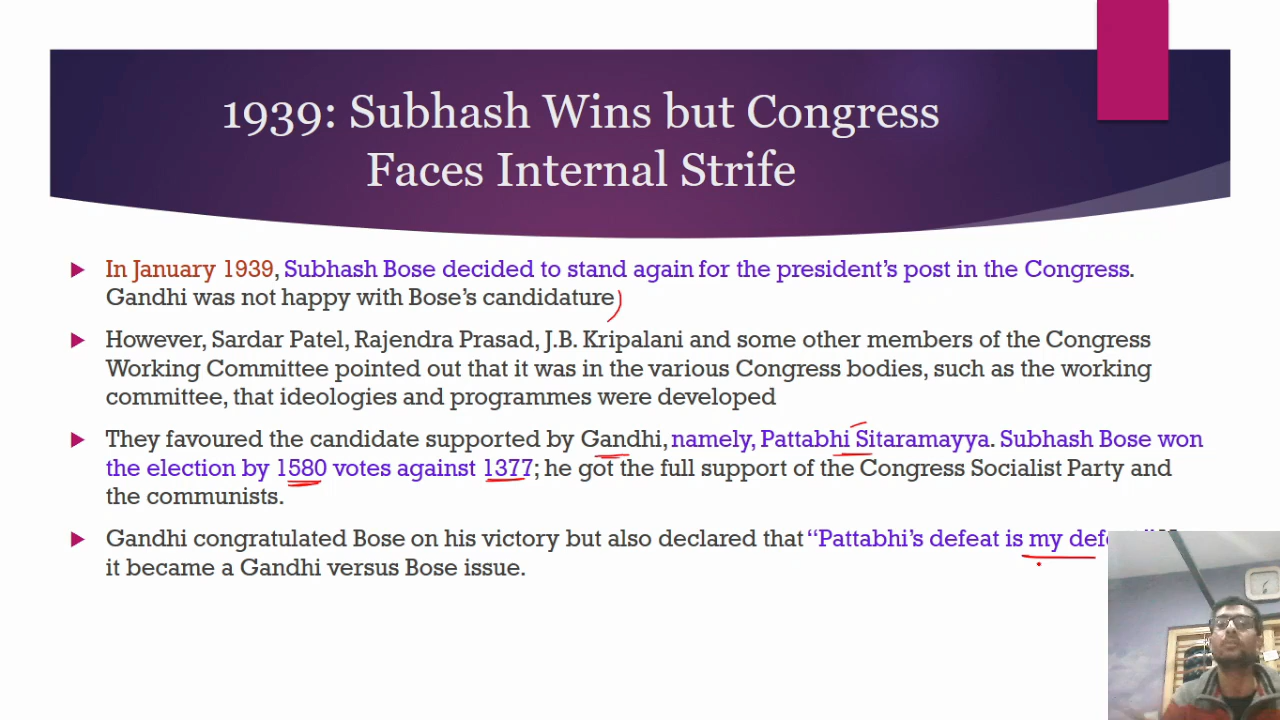 1939: Subhash Wins but Congress
Faces Internal Strife
In January 1939, Subhash Bose decided to stand again for the president's post in the Congress.
Gandhi was not happy with Bose's candidature
However, Sardar Patel, Rajendra Prasad, J.B. Kripalani and some other members of the Congress
Working Committee pointed out that it was in the various Congress bodies, such as the working
committee, that ideologies and programmes were developed
They favoured the candidate supported by Gandhi, namely, Pattabhi Sitaramayya. Subhash Bose won
the election by 1580 votes against 1377; he got the full support of the Congress Socialist Party and
the communists.
Gandhi congratulated Bose on his victory but also declared that “Pattabhi's defeat is my
it became a Gandhi versus Bose issue.